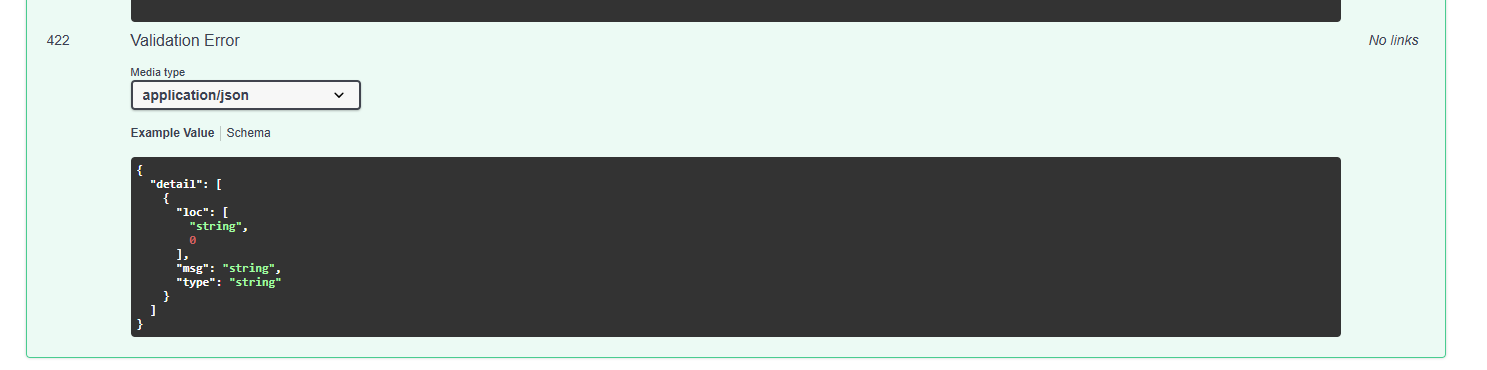 422 Validation Error No links
Media type
application/json
Example Value Schema
{
  "detail": [
    {
      "loc": [
        "string",
        0
      ],
      "msg": "string",
      "type": "string"
    }
  ]
}